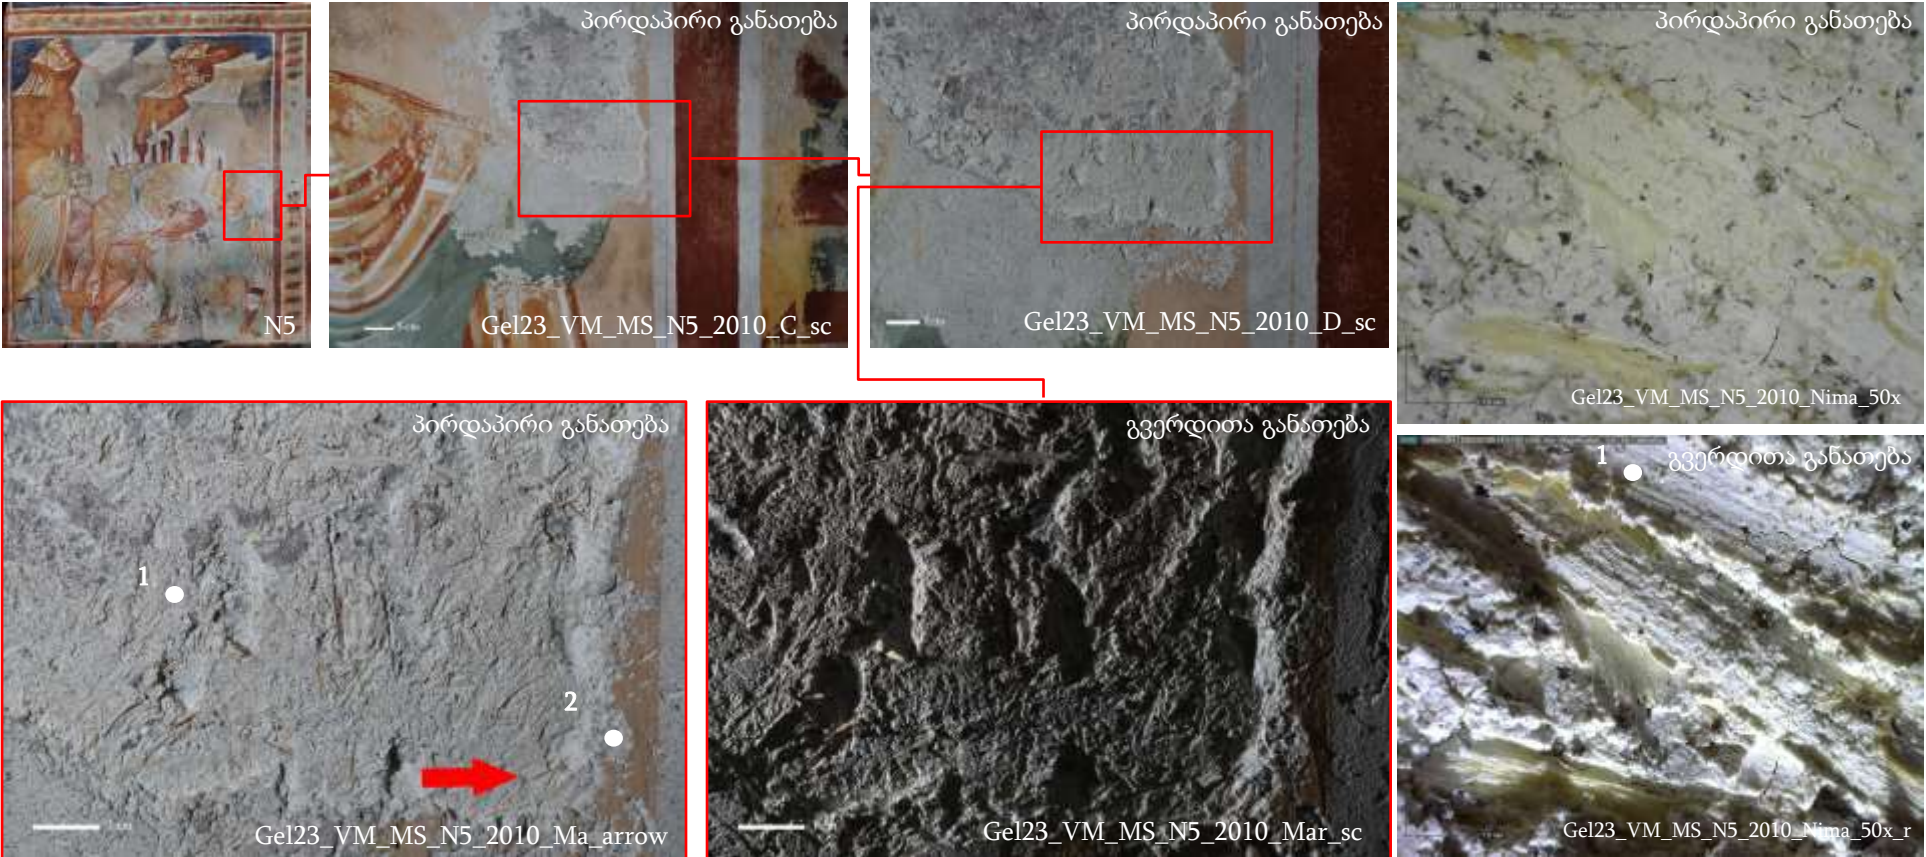 N5
პირდაპირი განათება
Gel23_VM_MS_N5_2010_C_sc
პირდაპირი განათება
Gel23_VM_MS_N5_2010_D_sc
პირდაპირი განათება
Gel23_VM_MS_N5_2010_Nima_50x
პირდაპირი განათება
1
2
Gel23_VM_MS_N5_2010_Ma_arrow
გვერდითა განათება
Gel23_VM_MS_N5_2010_Mar_sc
1
გვერდითა განათება
Gel23_VM_MS_N5_2010_Nima_50x_r